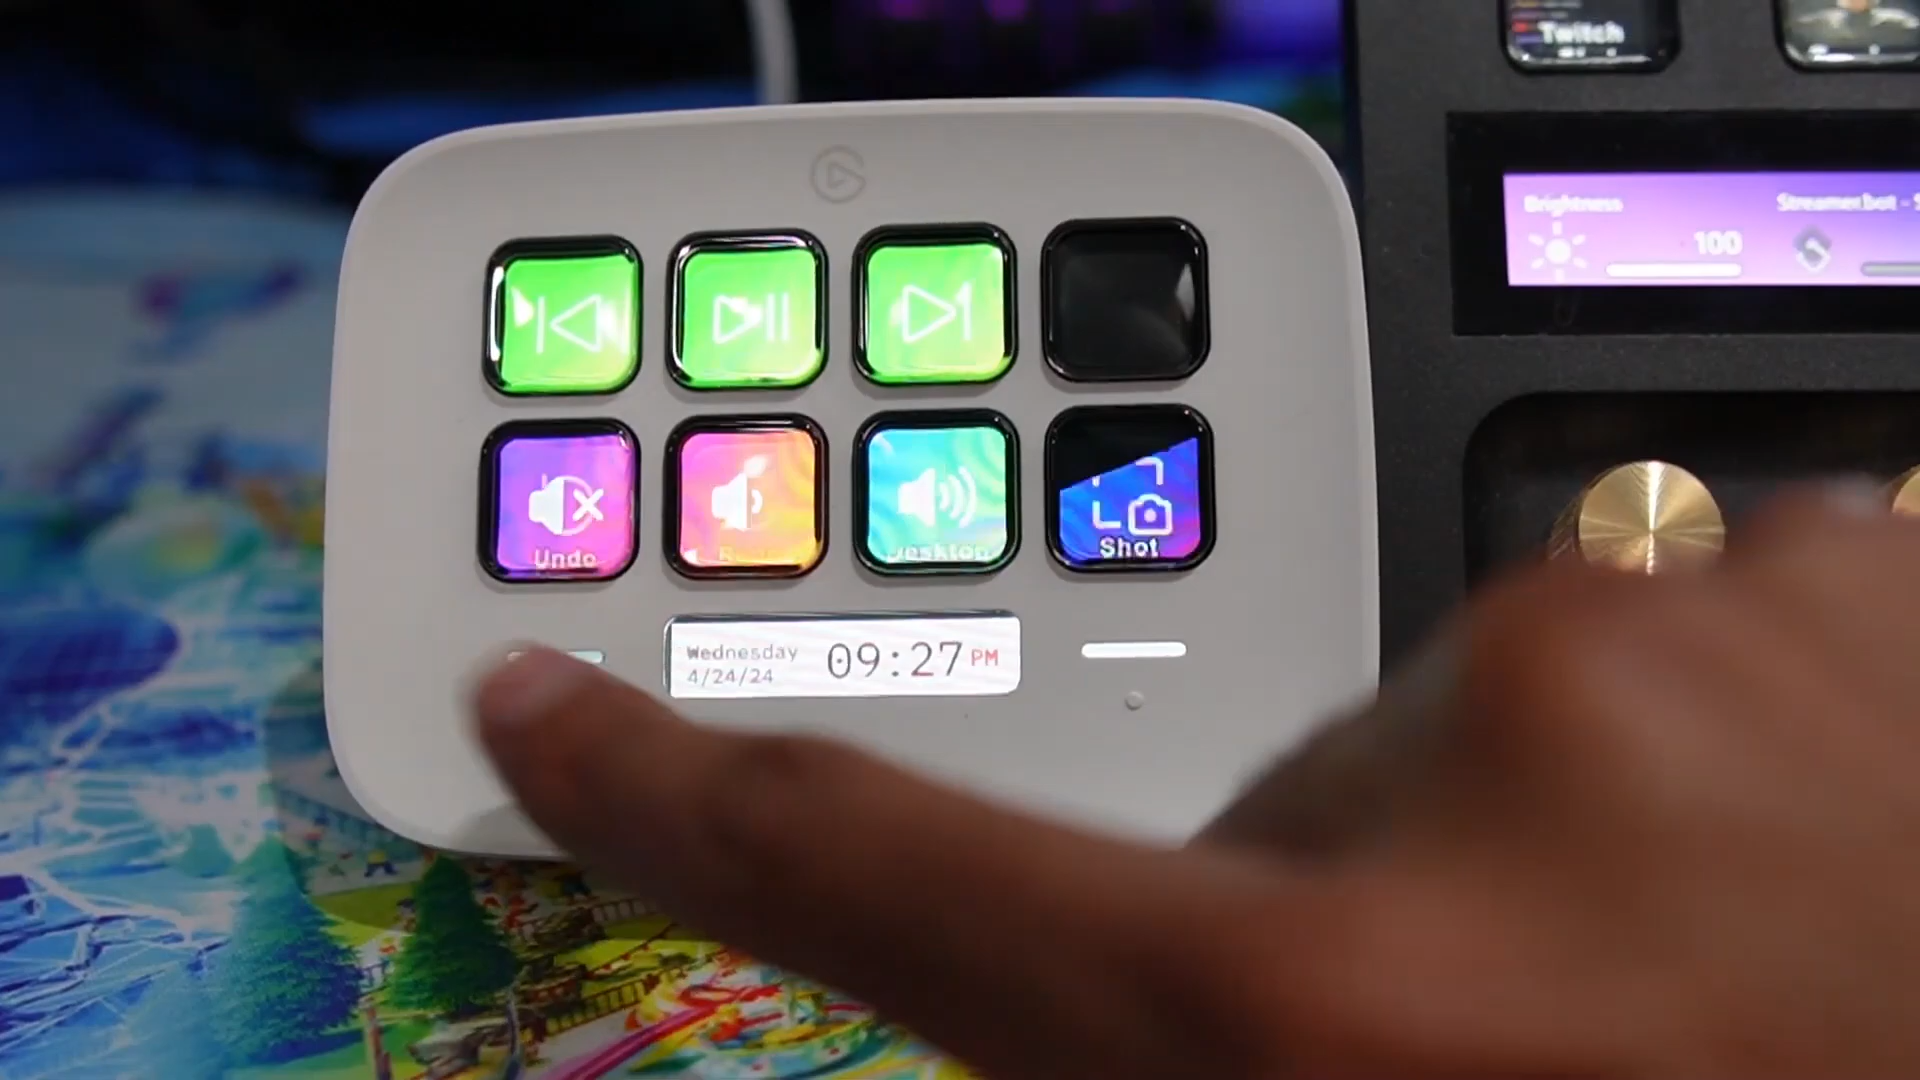 Twitch
Brightness
Streamer.bot - S
100
Undo
Desktop
Shot
Wednesday
4/24/24
09:27 PM